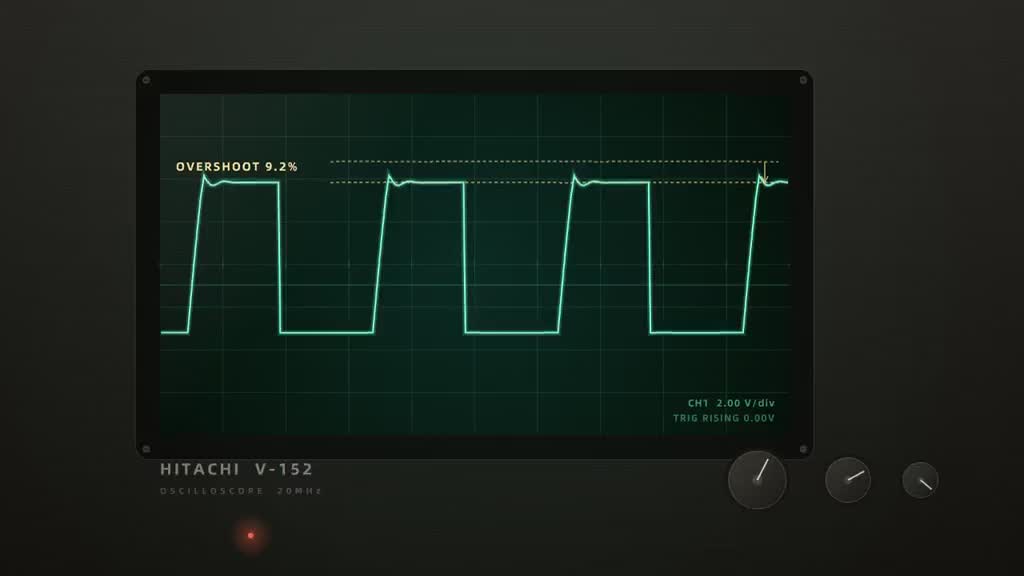 OVERSHOOT 9.2%
CH1 2.00 V/div
TRIG RISING 0.00V
HITACHI V-152
OSCILLOSCOPE 20MHz